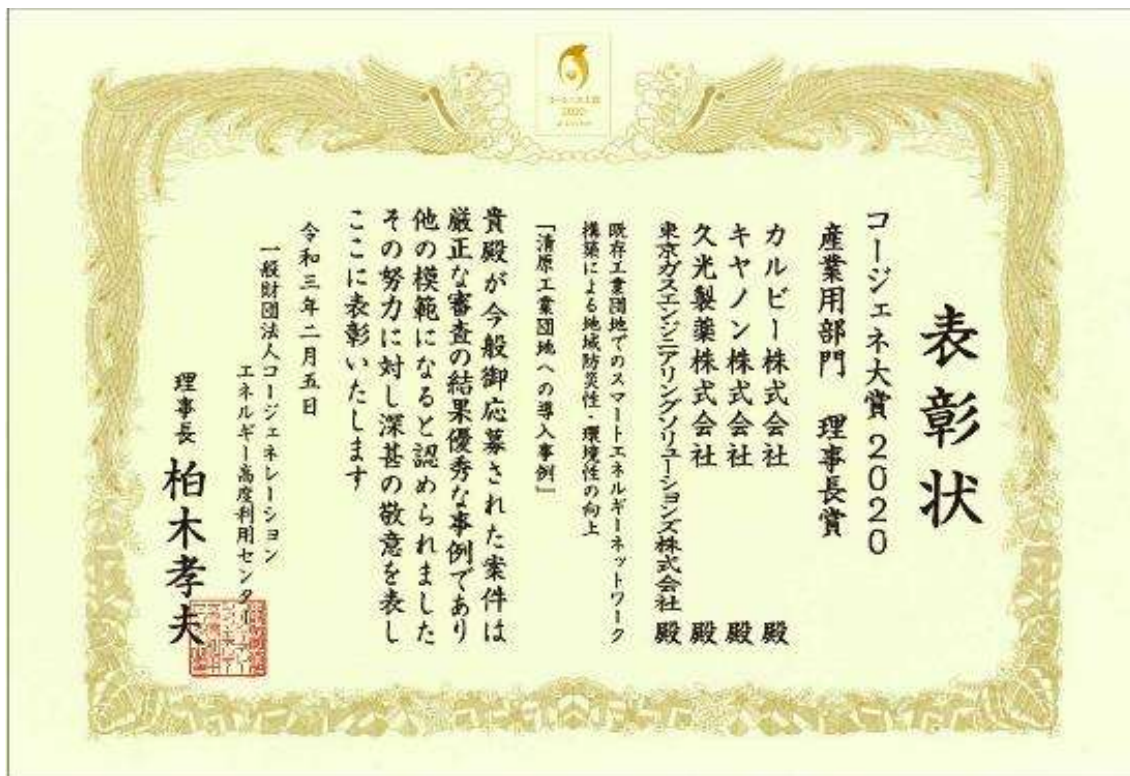 コージェネ大賞
2020
表彰状
コージェネ大賞2020
産業用部門 理事長賞
カルビー株式会社 殿
キヤノン株式会社 殿
久光製薬株式会社 殿
東京ガスエンジニアリングソリューションズ株式会社 殿
既存工業団地でのスマートエネルギーネットワーク
構築による地域防災性・環境性の向上
「清原工業団地への導入事例」
貴殿が今般御応募された案件は
厳正な審査の結果優秀な事例であり
他の模範になると認められました
その努力に対し深甚の敬意を表し
ここに表彰いたします
令和三年二月五日
一般財団法人コージェネレーション
エネルギー高度利用センター
理事長 柏木孝夫